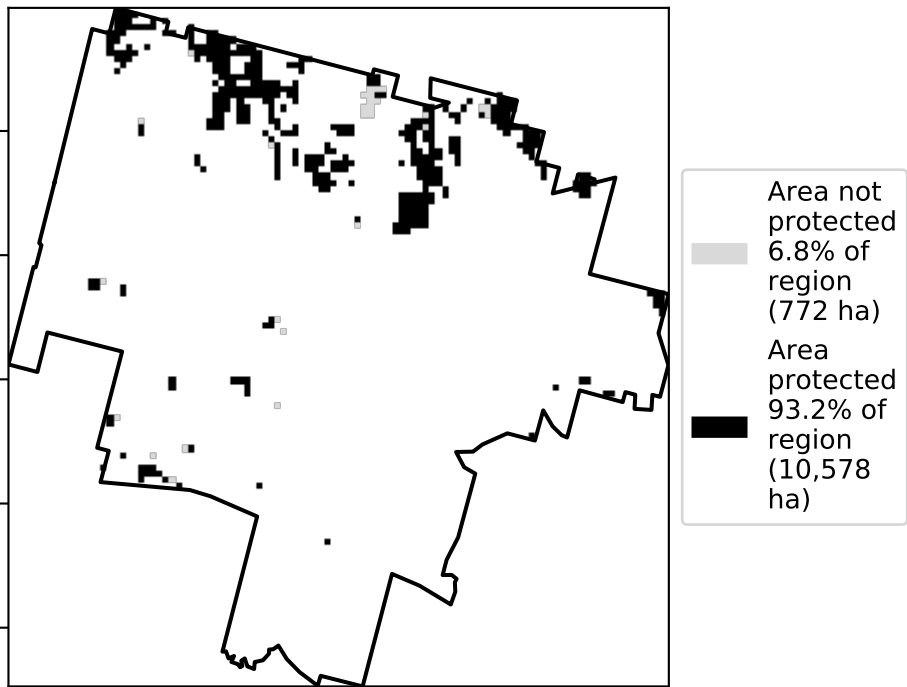 Area not
protected
6.8% of
region
(772 ha)
Area
protected
93.2% of
region
(10,578
ha)